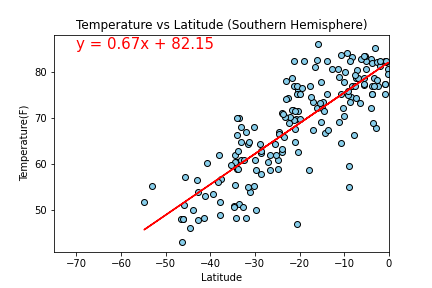 Temperature vs Latitude (Southern Hemisphere)
y = 0.67x + 82.15
80
70
60
50
Temperature(F)
−70 −60 −50 −40 −30 −20 −10 0
Latitude